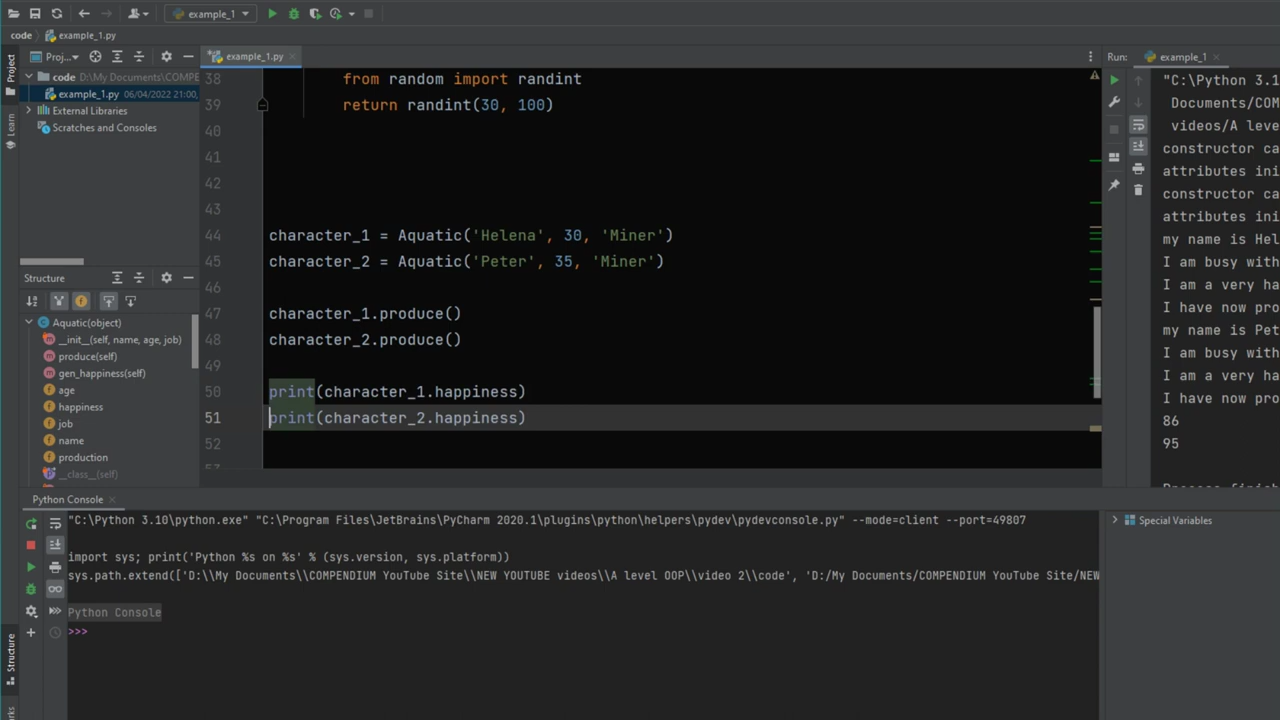 example_1
code
example_1.py
Proj...
example_1.py
Run:
example_1
Project
Learn
code D:\My Documents\COMPE
example_1.py 06/04/2022 21:00,
External Libraries
Scratches and Consoles
38 from random import randint
39 return randint(30, 100)
40
41
42
43
44 character_1 = Aquatic('Helena', 30, 'Miner')
45 character_2 = Aquatic('Peter', 35, 'Miner')
46
47 character_1.produce()
48 character_2.produce()
49
50 print(character_1.happiness)
51 print(character_2.happiness)
52
"C:\Python 3.1
Documents/COM
videos/A leve
constructor ca
attributes ini
constructor ca
attributes ini
my name is Hel
I am busy with
I am a very ha
I have now pro
my name is Pet
I am busy with
I am a very ha
I have now pro
86
95
Structure
Aquatic(object)
__init__(self, name, age, job)
produce(self)
gen_happiness(self)
age
happiness
job
name
production
__class__(self)
Python Console
"C:\Python 3.10\python.exe" "C:\Program Files\JetBrains\PyCharm 2020.1\plugins\python\helpers\pydev\pydevconsole.py" --mode=client --port=49807
import sys; print('Python %s on %s' % (sys.version, sys.platform))
sys.path.extend(['D:\\My Documents\\COMPENDIUM YouTube Site\\NEW YOUTUBE videos\\A level OOP\\video 2\\code', 'D:/My Documents/COMPENDIUM YouTube Site/NEW
Python Console
>>>
Special Variables
Structure